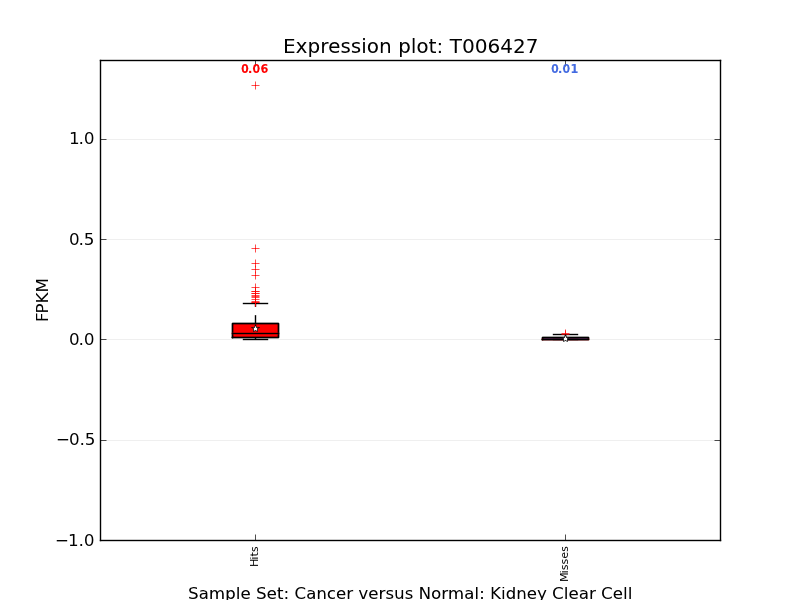 Expression plot: T006427
0.06
0.01
1.0
0.5
0.0
−0.5
−1.0
FPKM
Hits
Misses
Sample Set: Cancer versus Normal: Kidney Clear Cell